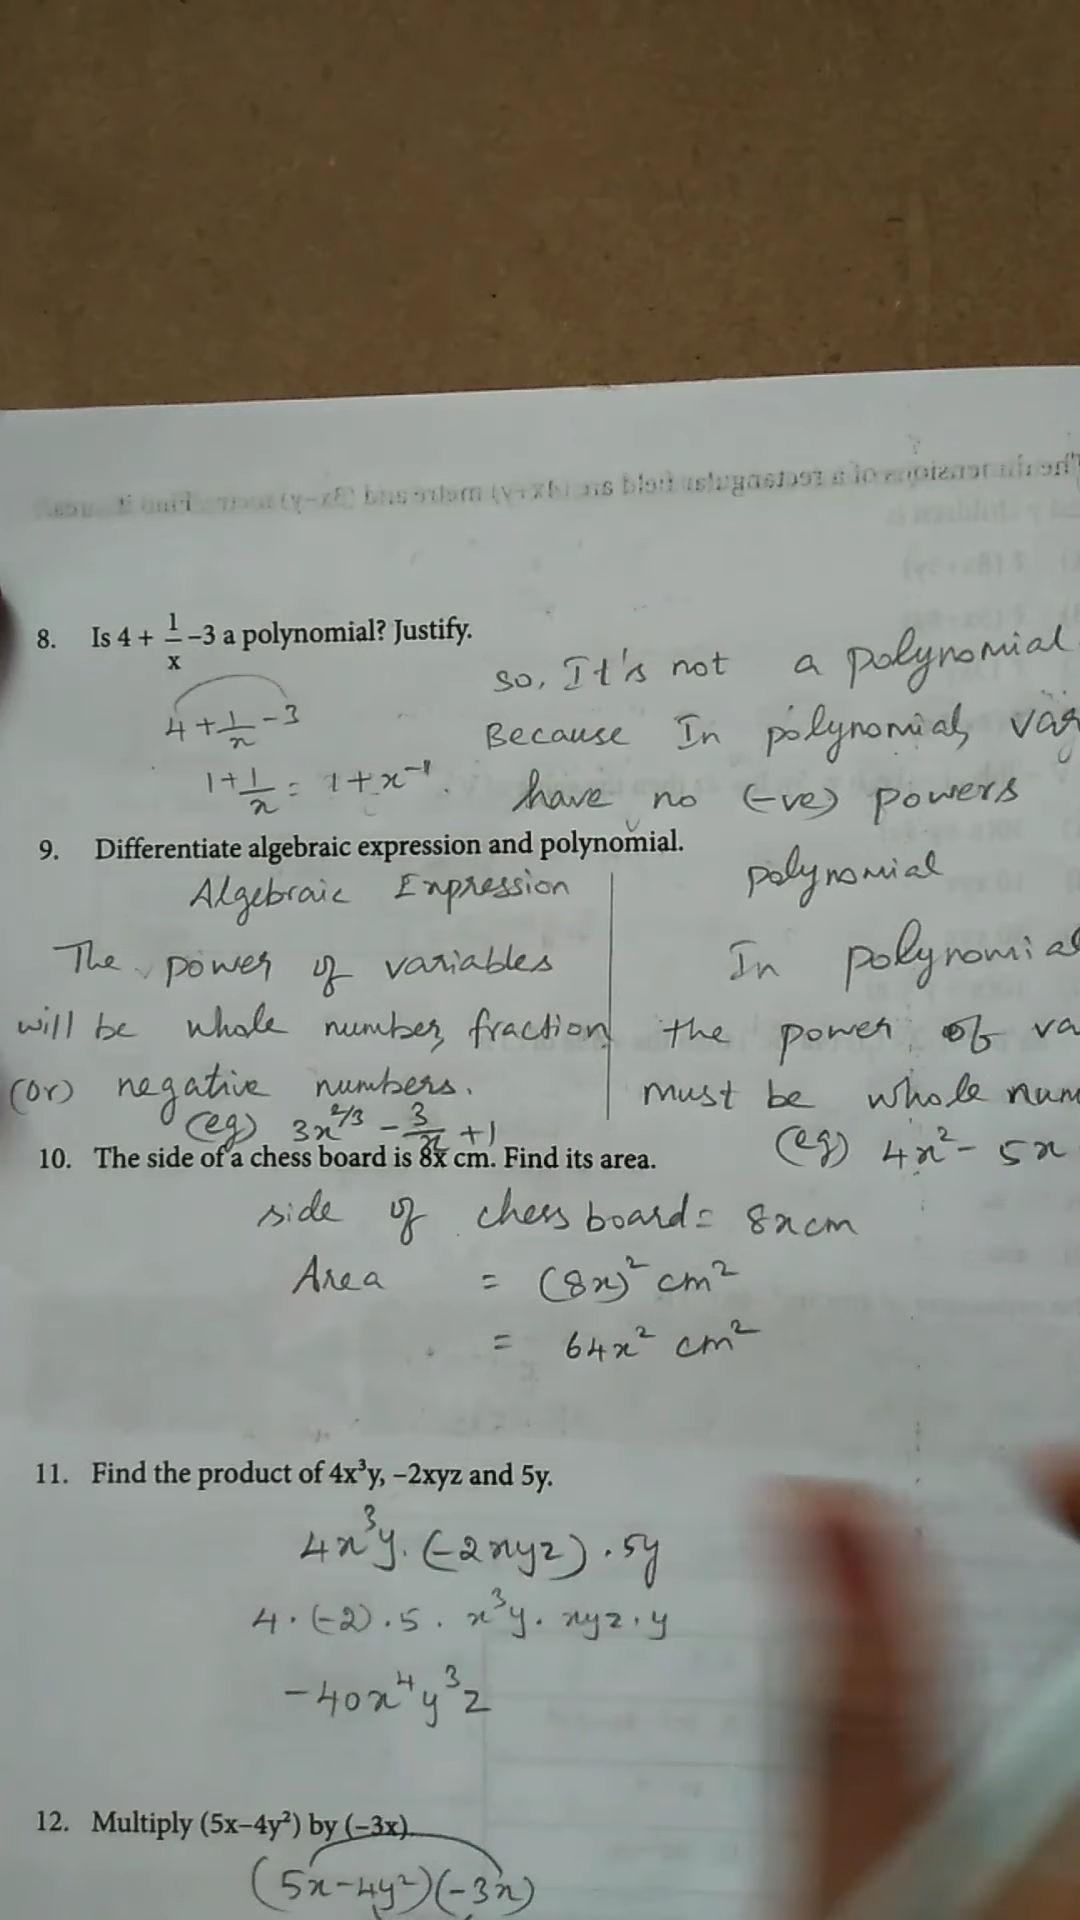 8. Is 4 + 1/x –3 a polynomial? Justify.
4 + 1/x - 3
1 + 1/x = 1 + x⁻¹.
so, It's not a polynomial
Because In polynomial, var
have no (-ve) powers
9. Differentiate algebraic expression and polynomial.
Algebraic Expression
The power of variables
will be whole number, fraction
(or) negative numbers.
(eg) 3x^2/3 - 3/x + 1
polynomial
In polynomial
the power of va
must be whole num
(eg) 4x² - 5x
10. The side of a chess board is 8x cm. Find its area.
side of chess board = 8x cm
Area = (8x)² cm²
= 64x² cm²
11. Find the product of 4x³y, –2xyz and 5y.
4x³y . (-2xyz) . 5y
4 . (-2) . 5 . x³y . xyz . y
-40x⁴y³z
12. Multiply (5x–4y²) by (–3x).
(5x-4y²)(-3x)